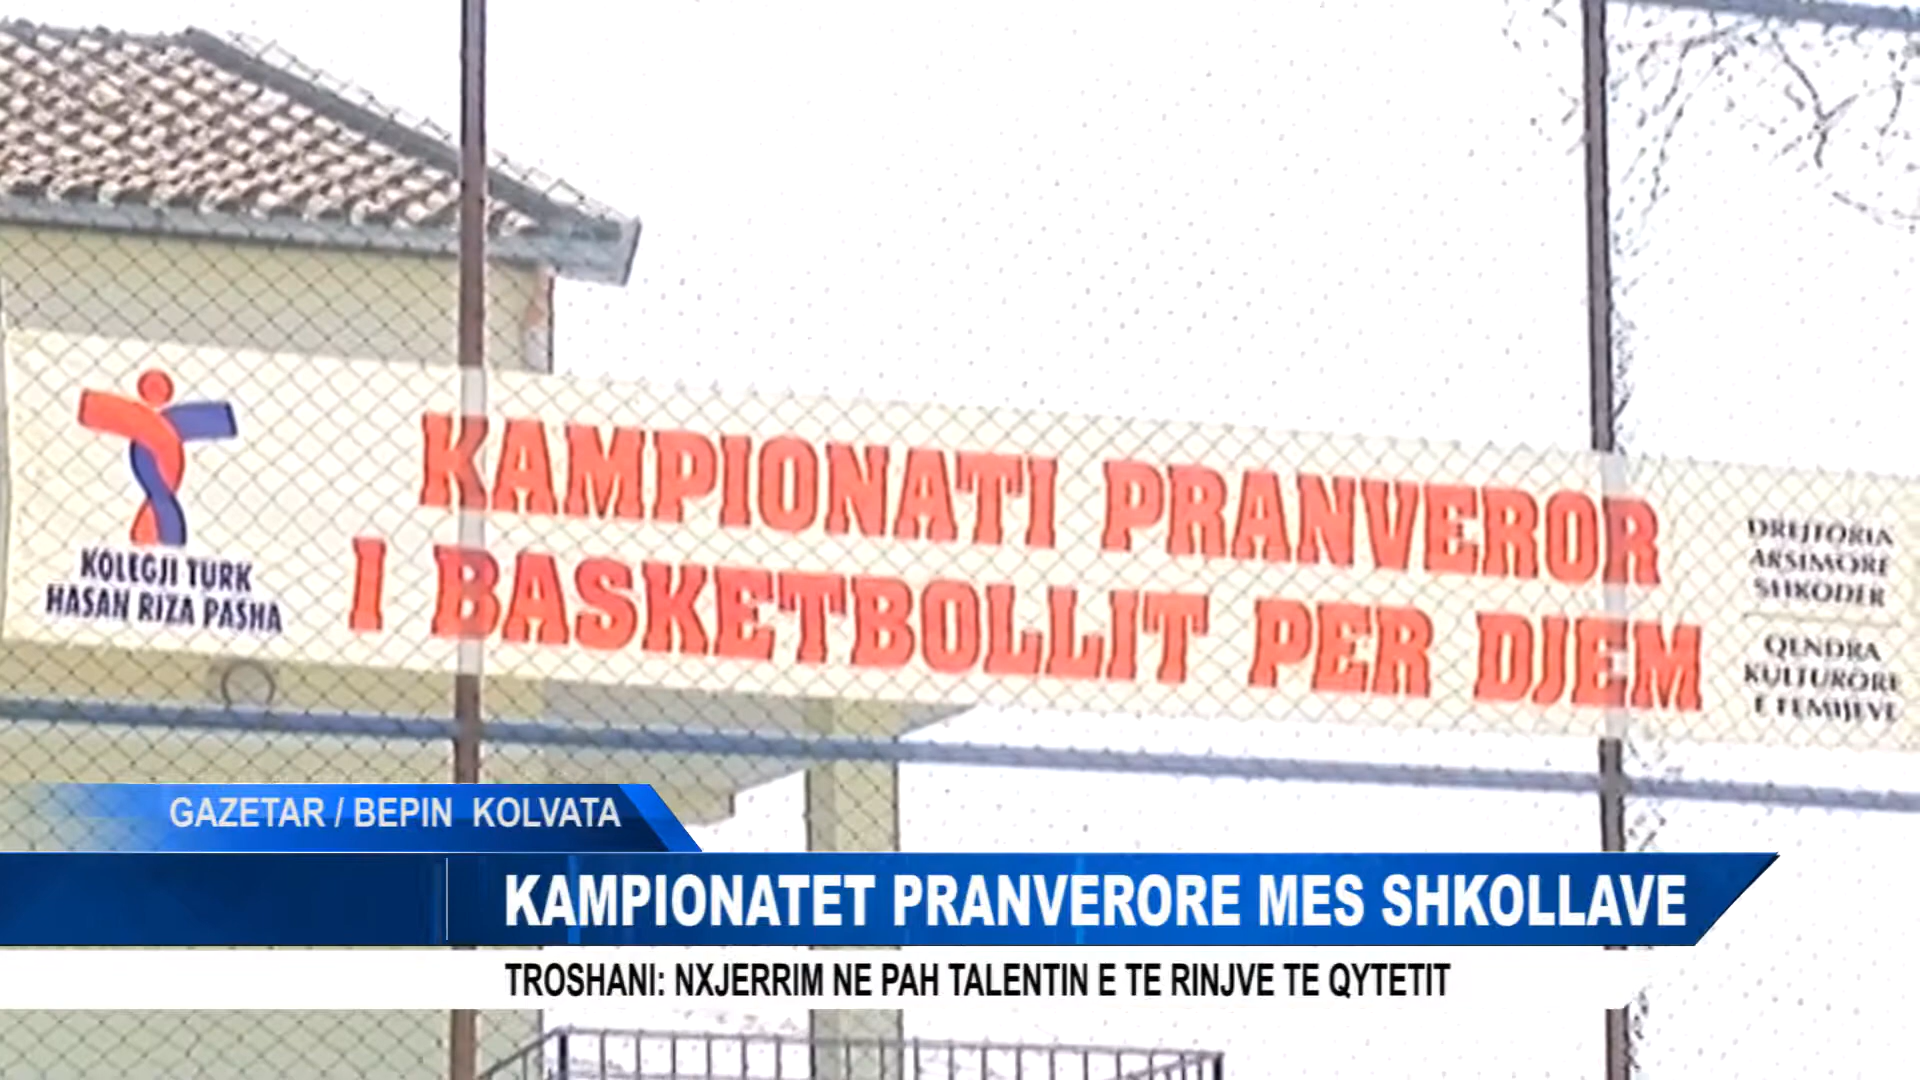 KAMPIONATI PRANVEROR
I BASKETBOLLIT PER DJEM
KOLEGJI TURK
HASAN RIZA PASHA
DREJTORIA
ARSIMORE
SHKODER
QENDRA
KULTURORE
E FEMIJEVE
GAZETAR / BEPIN KOLVATA
KAMPIONATET PRANVERORE MES SHKOLLAVE
TROSHANI: NXJERRIM NE PAH TALENTIN E TE RINJVE TE QYTETIT